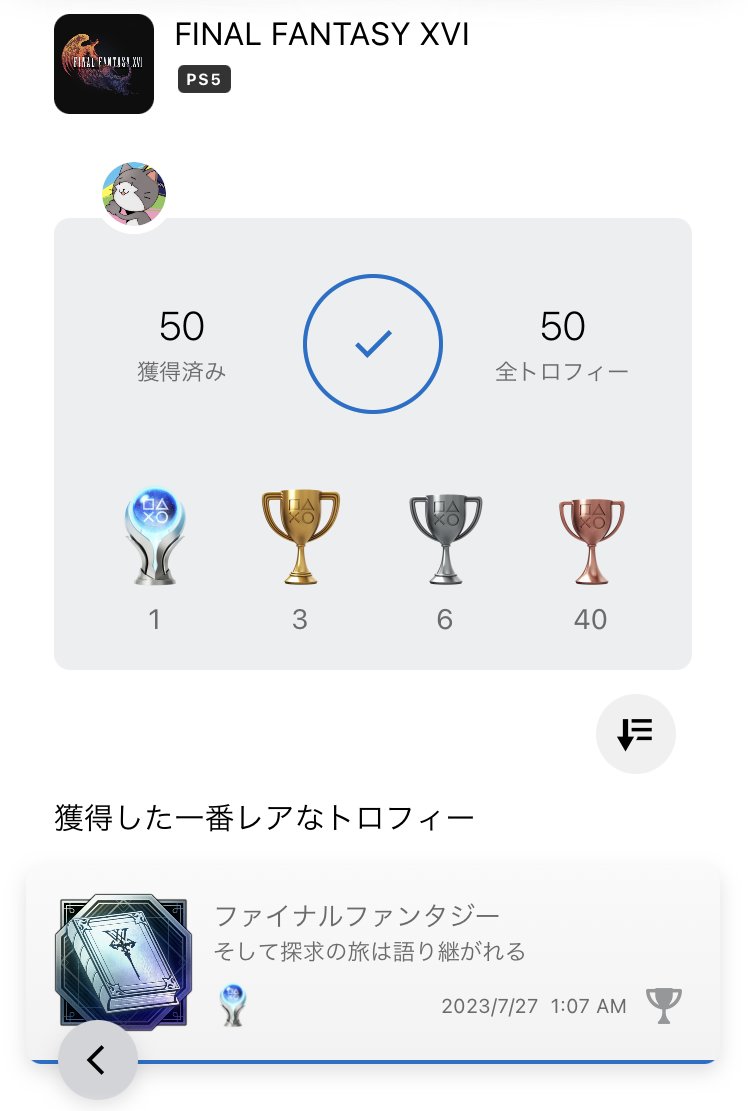 FINAL FANTASY XVI
FINAL FANTASY XVI
PS5
50
獲得済み
50
全トロフィー
1
3
6
40
獲得した一番レアなトロフィー
ファイナルファンタジー
そして探求の旅は語り継がれる
2023/7/27 1:07 AM